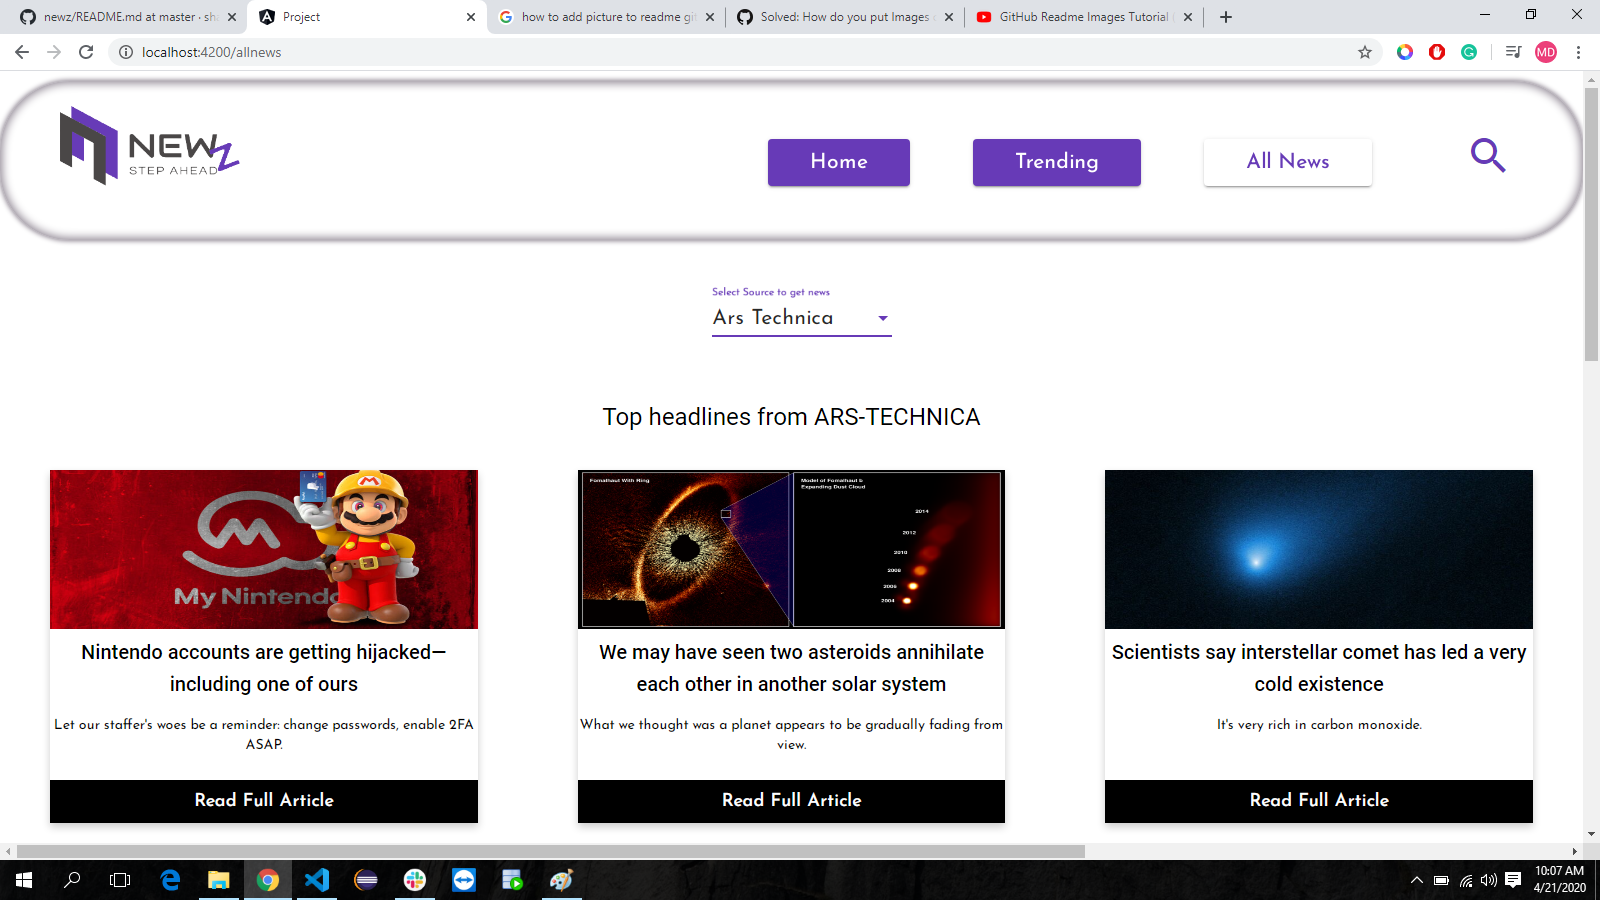 newz/README.md at master · sha
Project
how to add picture to readme git
Solved: How do you put Images o
GitHub Readme Images Tutorial
localhost:4200/allnews
MD
NEWz
STEP AHEAD
Home
Trending
All News
Select Source to get news
Ars Technica
Top headlines from ARS-TECHNICA
My Nintendo
Fomalhaut With Ring
Model of Fomalhaut b
Expanding Dust Cloud
2014
2012
2010
2008
2006
2004
Nintendo accounts are getting hijacked—
including one of ours
Let our staffer's woes be a reminder: change passwords, enable 2FA
ASAP.
Read Full Article
We may have seen two asteroids annihilate
each other in another solar system
What we thought was a planet appears to be gradually fading from
view.
Read Full Article
Scientists say interstellar comet has led a very
cold existence
It's very rich in carbon monoxide.
Read Full Article
10:07 AM
4/21/2020